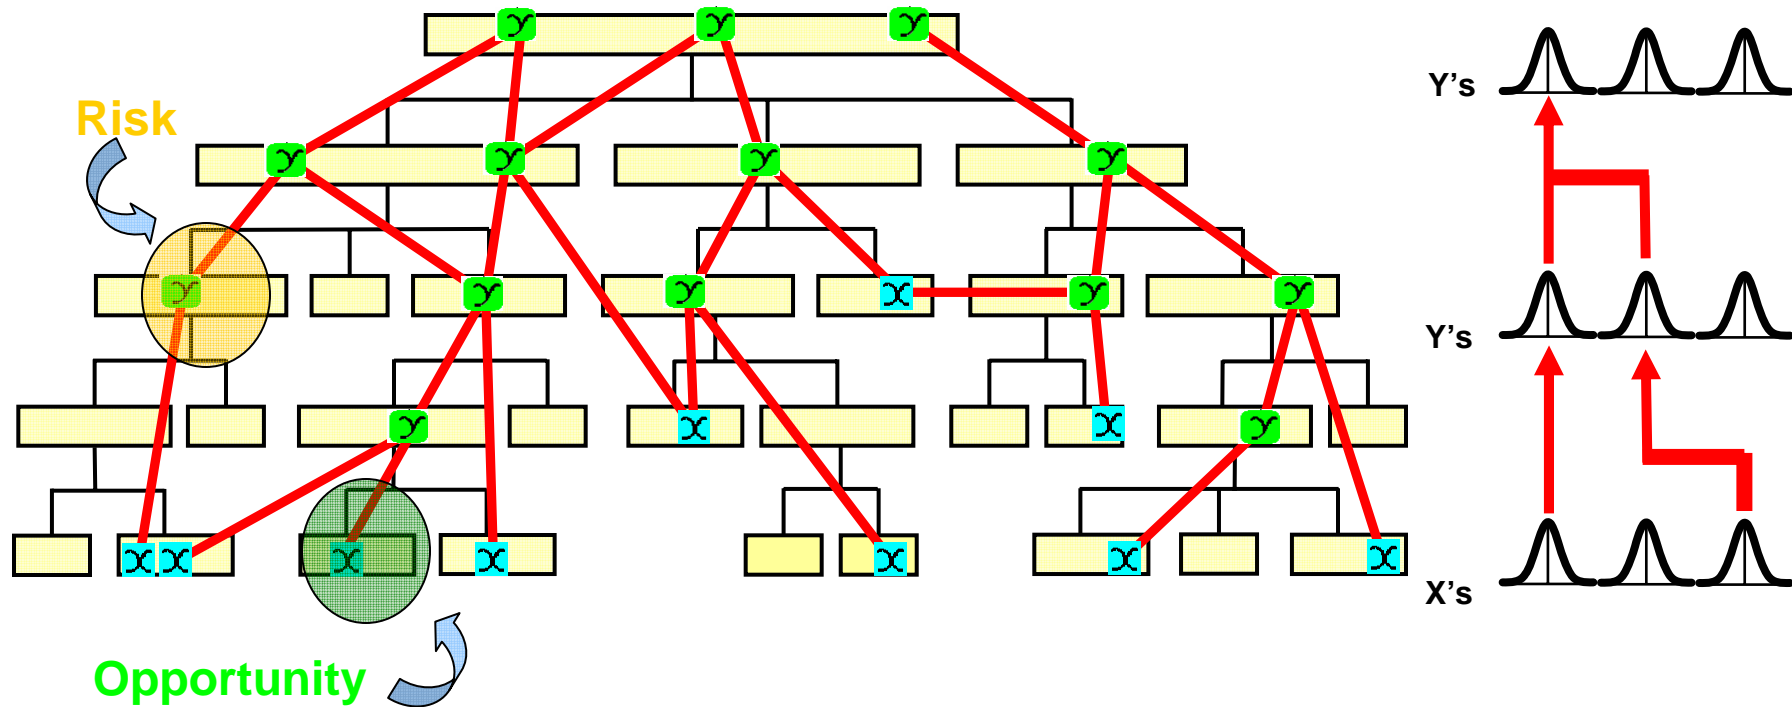 y y y
Y's
Risk
y y y y
y y y x y y
Y's
y x x y
x x x x x x x
X's
Opportunity